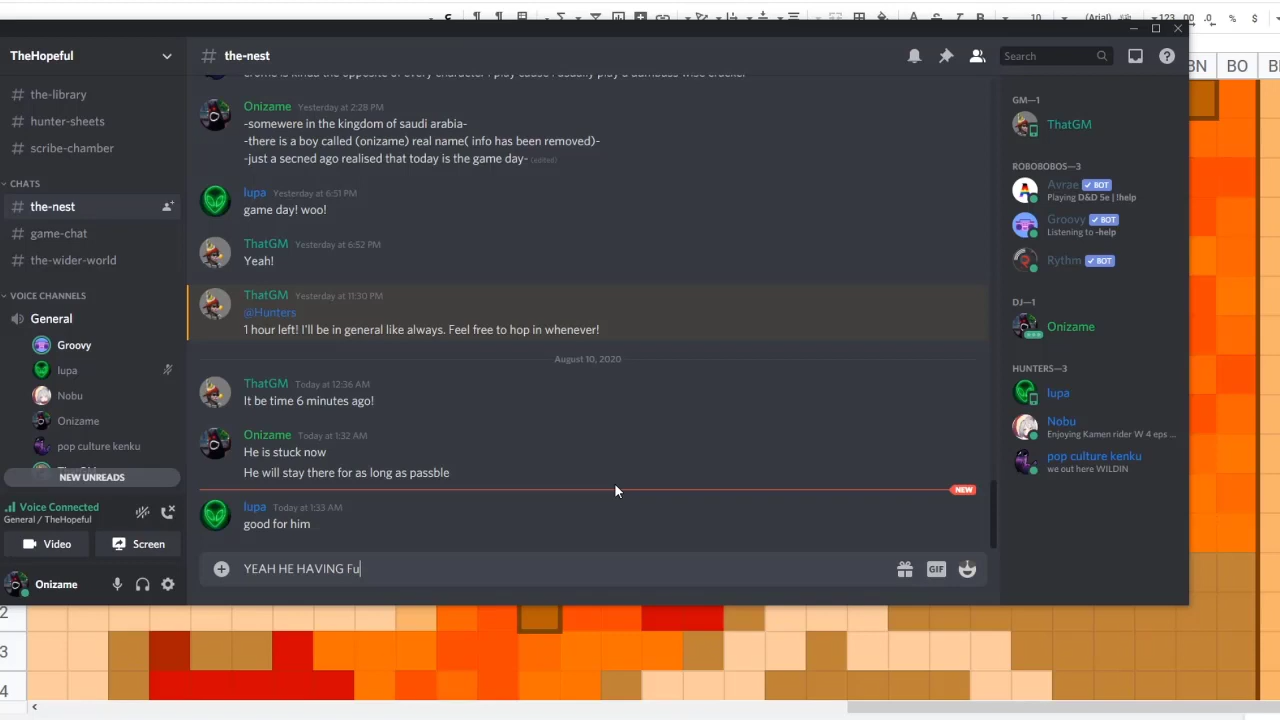 10
(Arial)
123
.00
.0
%
$
TheHopeful
# the-nest
Search
BN
BO
# the-library
# hunter-sheets
# scribe-chamber
CHATS
# the-nest
# game-chat
# the-wider-world
VOICE CHANNELS
General
Groovy
lupa
Nobu
Onizame
pop culture kenku
NEW UNREADS
Voice Connected
General / TheHopeful
Video
Screen
Onizame
Onizame Yesterday at 2:28 PM
-somewere in the kingdom of saudi arabia-
-there is a boy called (onizame) real name( info has been removed)-
-just a secned ago realised that today is the game day- (edited)
lupa Yesterday at 6:51 PM
game day! woo!
ThatGM Yesterday at 6:52 PM
Yeah!
ThatGM Yesterday at 11:30 PM
@Hunters
1 hour left! I'll be in general like always. Feel free to hop in whenever!
August 10, 2020
ThatGM Today at 12:36 AM
It be time 6 minutes ago!
Onizame Today at 1:32 AM
He is stuck now
He will stay there for as long as passble
NEW
lupa Today at 1:33 AM
good for him
YEAH HE HAVING Fu
GIF
GM—1
ThatGM
ROBOBOBOS—3
Avrae BOT
Playing D&D 5e | !help
Groovy BOT
Listening to -help
Rythm BOT
DJ—1
Onizame
HUNTERS—3
lupa
Nobu
Enjoying Kamen rider W 4 eps ...
pop culture kenku
we out here WILDIN
2
3
4